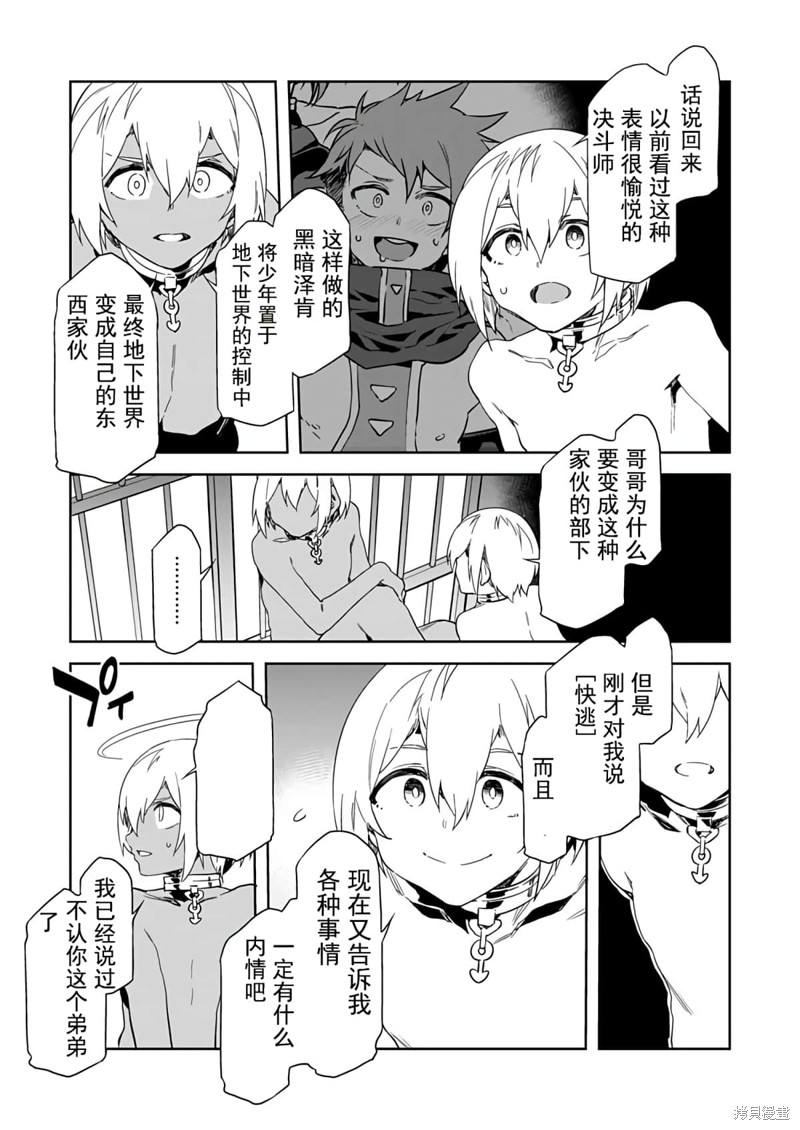 话说回来
以前看过这种
表情很愉悦的
决斗师
这样做的
黑暗泽肯
将少年置于
地下世界的控制中
最终地下世界
变成自己的东
西家伙
哥哥为什么
要变成这种
家伙的部下
………
但是
刚才对我说
[快逃]
而且
现在又告诉我
各种事情
一定有什么
内情吧
プイ
我已经说过
不认你这个弟弟
了
拷贝漫畫